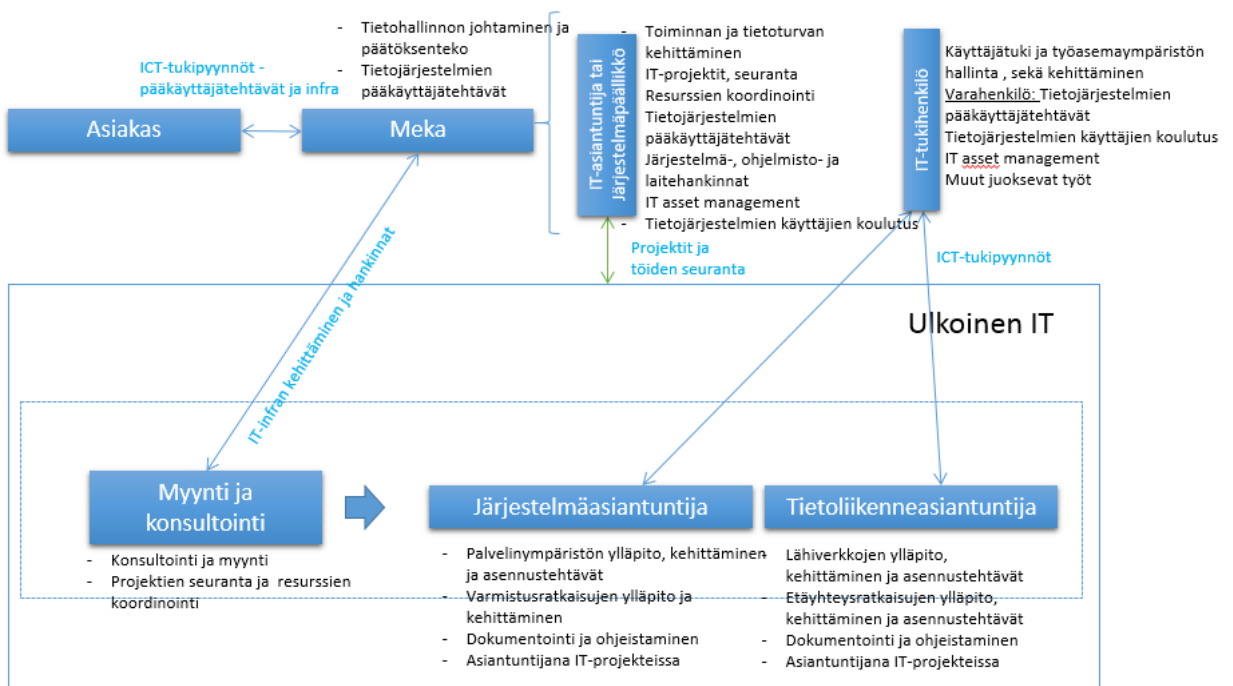 - Tietohallinnon johtaminen ja
päätöksenteko
- Tietojärjestelmien
pääkäyttäjätehtävät
ICT-tukipyynnöt -
pääkäyttäjätehtävät ja infra
Asiakas
Meka
IT-asiantuntija tai
Järjestelmäpäällikkö
- Toiminnan ja tietoturvan
kehittäminen
- IT-projektit, seuranta
Resurssien koordinointi
Tietojärjestelmien
pääkäyttäjätehtävät
Järjestelmä-, ohjelmisto- ja
laitehankinnat
IT asset management
- Tietojärjestelmien käyttäjien koulutus
IT-tukihenkilö
Käyttäjätuki ja työasemaympäristön
hallinta , sekä kehittäminen
Varahenkilö: Tietojärjestelmien
pääkäyttäjätehtävät
Tietojärjestelmien käyttäjien koulutus
IT asset management
Muut juoksevat työt
Projektit ja
töiden seuranta
ICT-tukipyynnöt
IT-infran kehittäminen ja hankinnat
Ulkoinen IT
Myynti ja
konsultointi
- Konsultointi ja myynti
- Projektien seuranta ja resurssien
koordinointi
Järjestelmäasiantuntija
- Palvelinympäristön ylläpito, kehittäminen
ja asennustehtävät
- Varmistusratkaisujen ylläpito ja
kehittäminen
- Dokumentointi ja ohjeistaminen
- Asiantuntijana IT-projekteissa
Tietoliikenneasiantuntija
- Lähiverkkojen ylläpito,
kehittäminen ja asennustehtävät
- Etäyhteysratkaisujen ylläpito,
kehittäminen ja asennustehtävät
- Dokumentointi ja ohjeistaminen
- Asiantuntijana IT-projekteissa